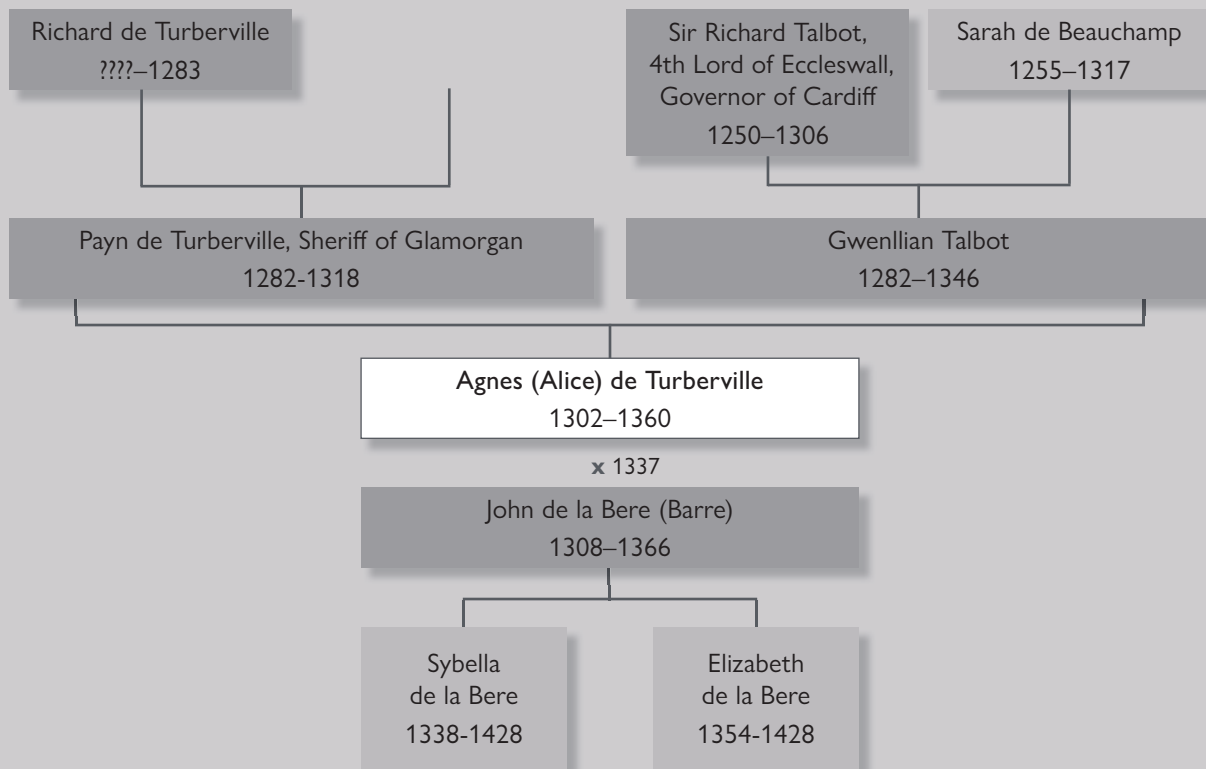 Richard de Turberville
????–1283
Sir Richard Talbot,
4th Lord of Eccleswall,
Governor of Cardiff
1250–1306
Sarah de Beauchamp
1255–1317
Payn de Turberville, Sheriff of Glamorgan
1282-1318
Gwenllian Talbot
1282–1346
Agnes (Alice) de Turberville
1302–1360
x 1337
John de la Bere (Barre)
1308–1366
Sybella
de la Bere
1338-1428
Elizabeth
de la Bere
1354-1428